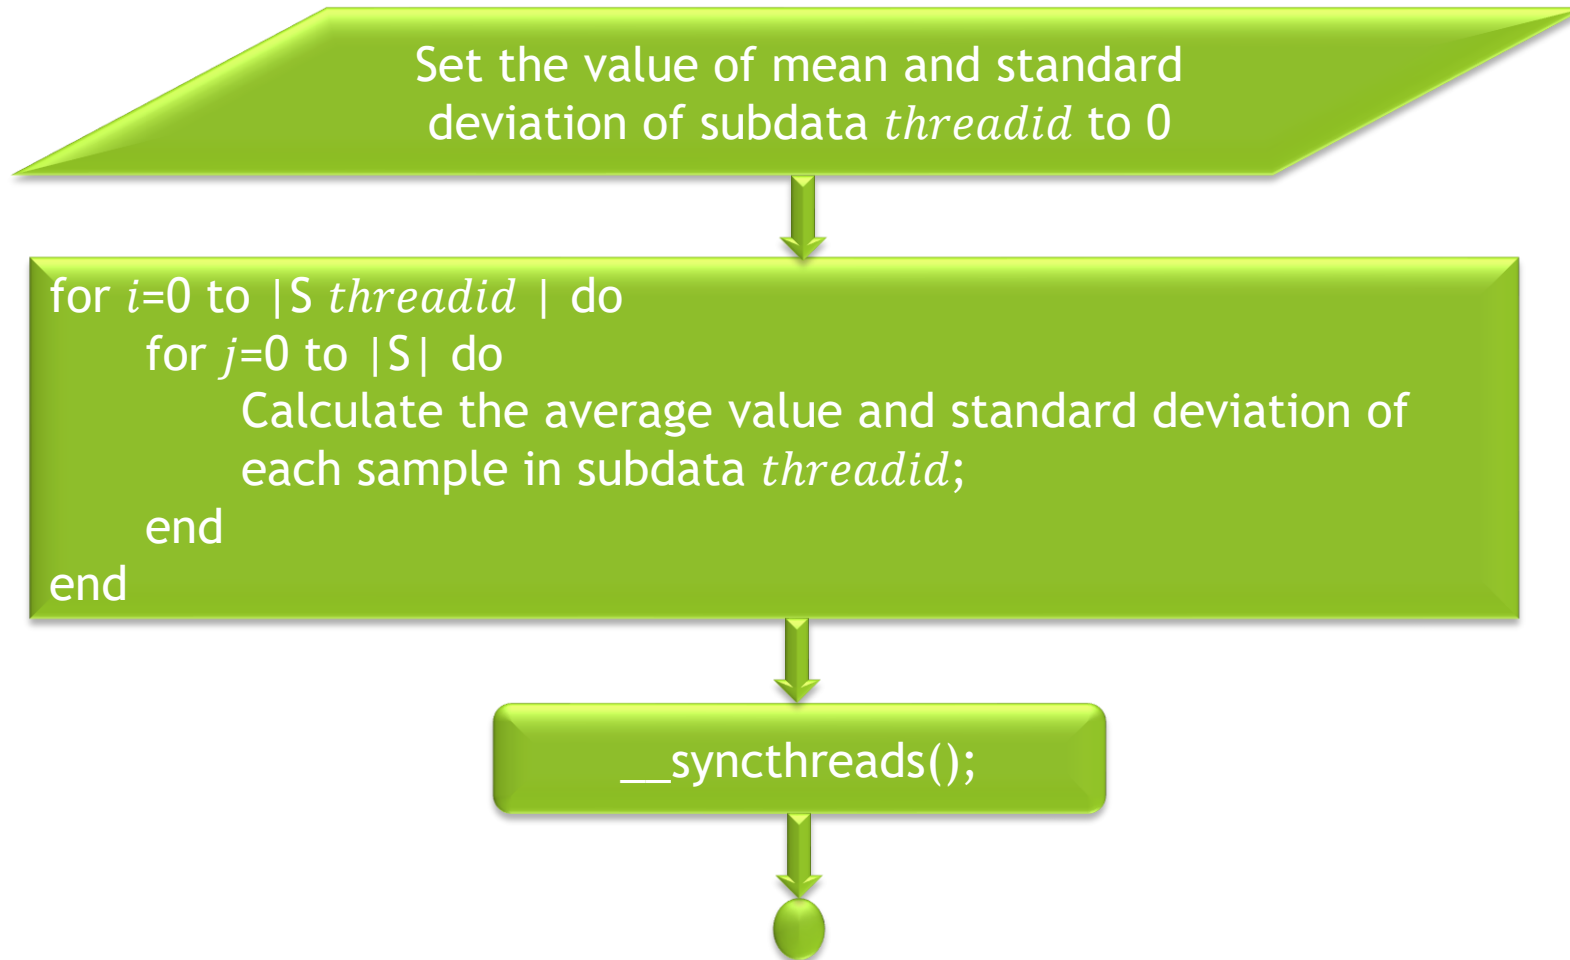 Set the value of mean and standard
deviation of subdata threadid to 0
for i=0 to |S threadid | do
for j=0 to |S| do
Calculate the average value and standard deviation of
each sample in subdata threadid;
end
end
__syncthreads();